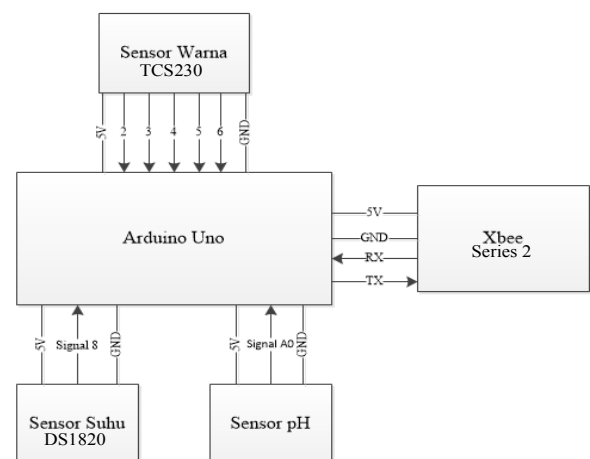 Sensor Warna
TCS230
5V 2 3 4 5 6 GND
Arduino Uno
5V
GND
RX
TX
Xbee
Series 2
5V Signal 8 GND
5V Signal A0 GND
Sensor Suhu
DS1820
Sensor pH